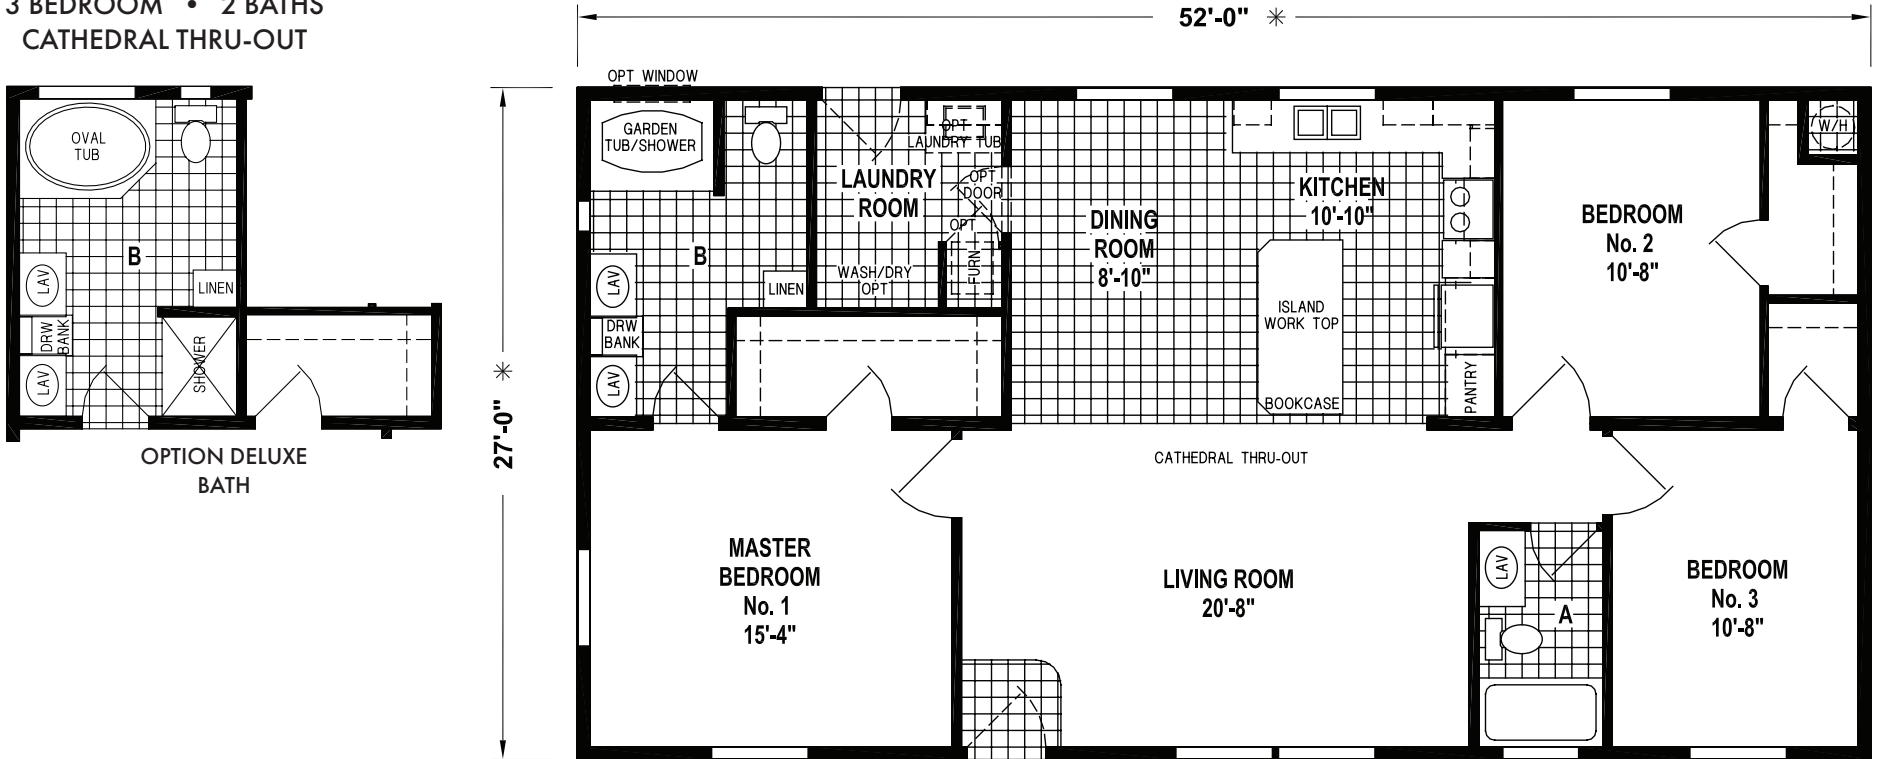 3 BEDROOM • 2 BATHS
CATHEDRAL THRU-OUT
OVAL
TUB
B
LAV
LINEN
DRW
BANK
LAV
SHOWER
OPTION DELUXE
BATH
52'-0" *
27'-0" *
OPT WINDOW
GARDEN
TUB/SHOWER
B
LAV
LINEN
DRW
BANK
LAV
OPT
LAUNDRY TUB
LAUNDRY
ROOM
OPT
DOOR
OPT
FURN
WASH/DRY
OPT
DINING
ROOM
8'-10"
KITCHEN
10'-10"
ISLAND
WORK TOP
BOOKCASE
PANTRY
BEDROOM
No. 2
10'-8"
W/H
CATHEDRAL THRU-OUT
MASTER
BEDROOM
No. 1
15'-4"
LIVING ROOM
20'-8"
LAV
A
BEDROOM
No. 3
10'-8"